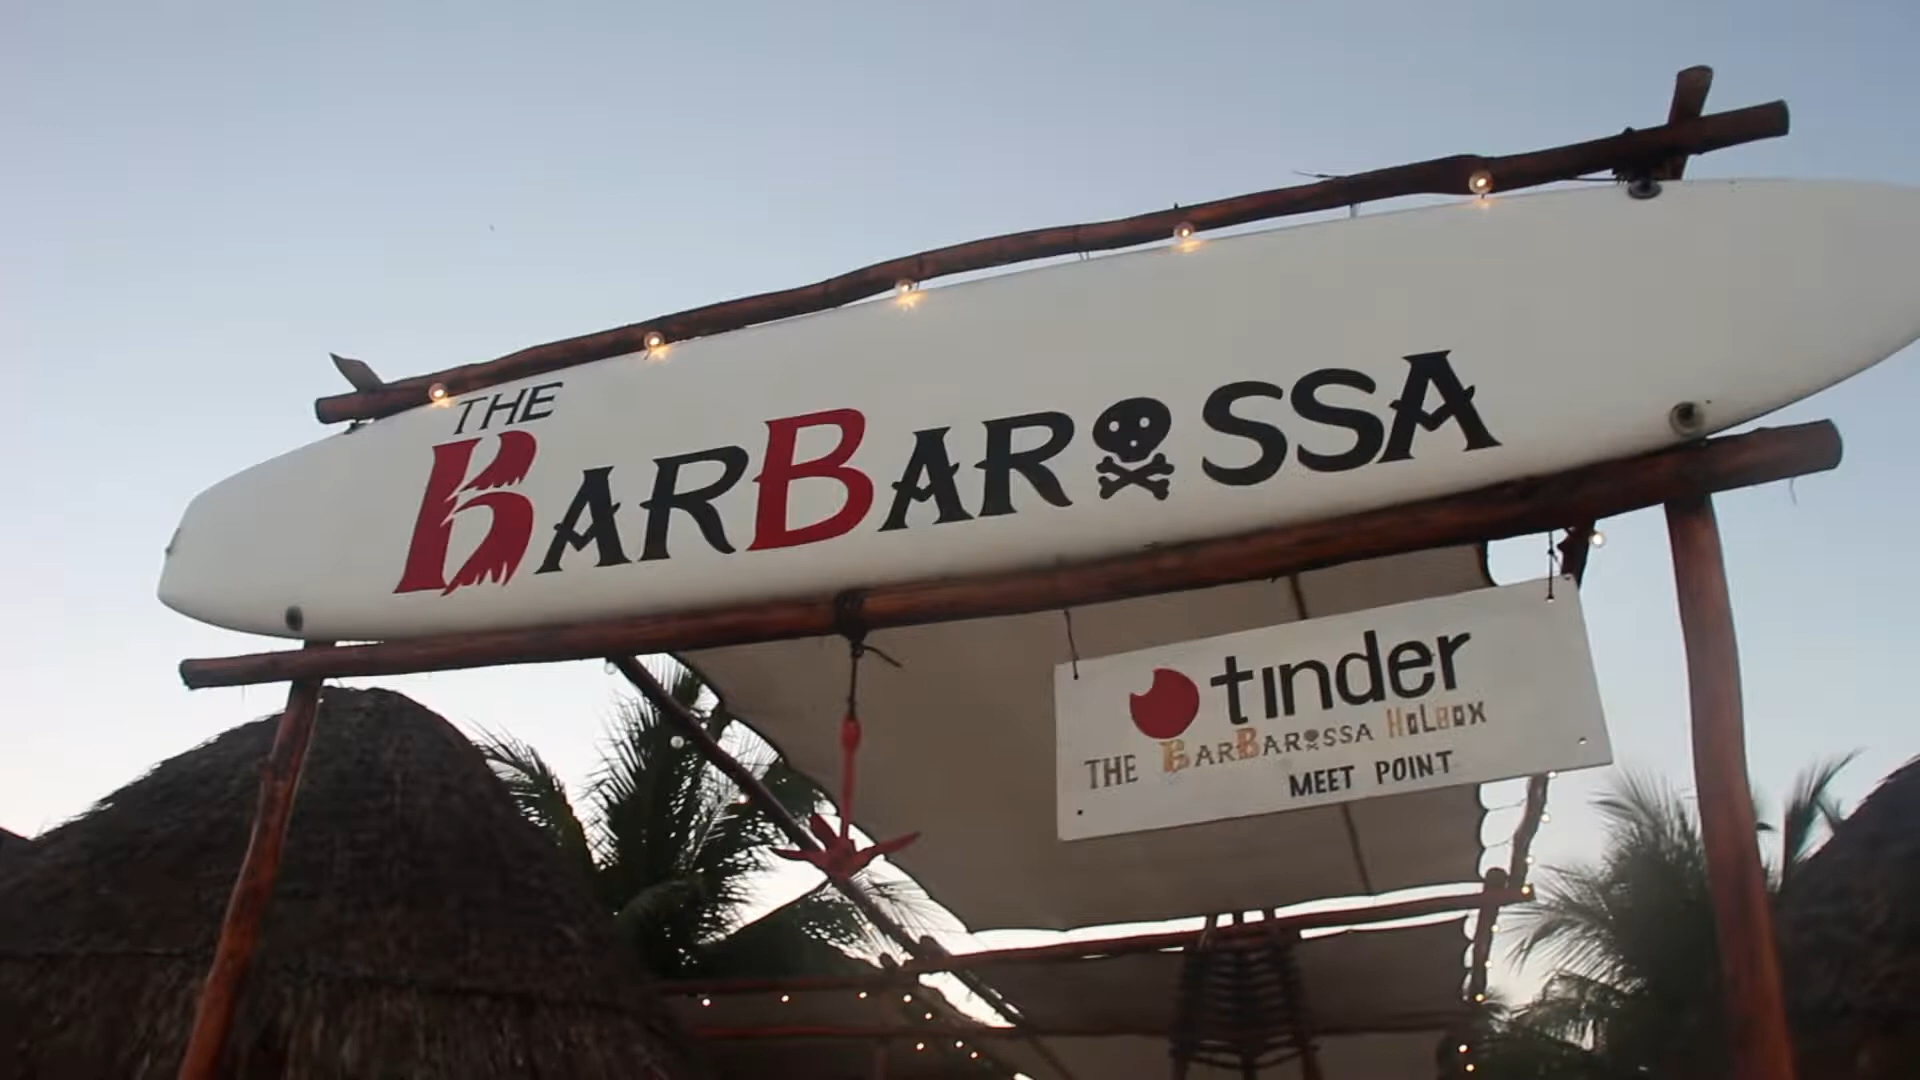 THE
BARBAROSSA
tinder
THE BARBAROSSA HOLBOX
MEET POINT